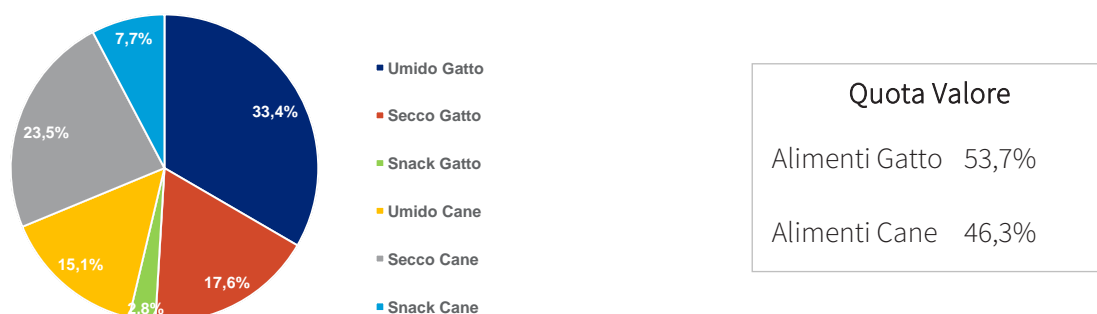 7,7%
33,4%
23,5%
15,1%
17,6%
2,8%
Umido Gatto
Secco Gatto
Snack Gatto
Umido Cane
Secco Cane
Snack Cane
Quota Valore
Alimenti Gatto 53,7%
Alimenti Cane 46,3%